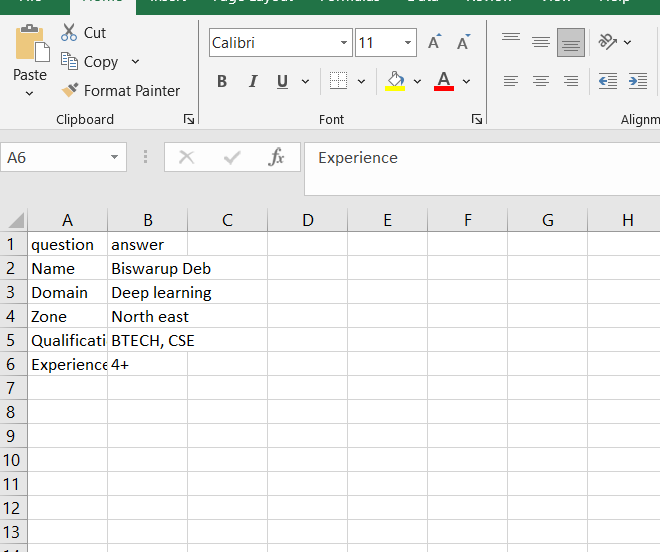 Cut
Calibri
11
Paste
Copy
B I U
A
Format Painter
Clipboard
Font
Alignm
A6
fx
Experience
A B C D E F G H
1 question answer
2 Name Biswarup Deb
3 Domain Deep learning
4 Zone North east
5 Qualificati BTECH, CSE
6 Experience 4+
7
8
9
10
11
12
13